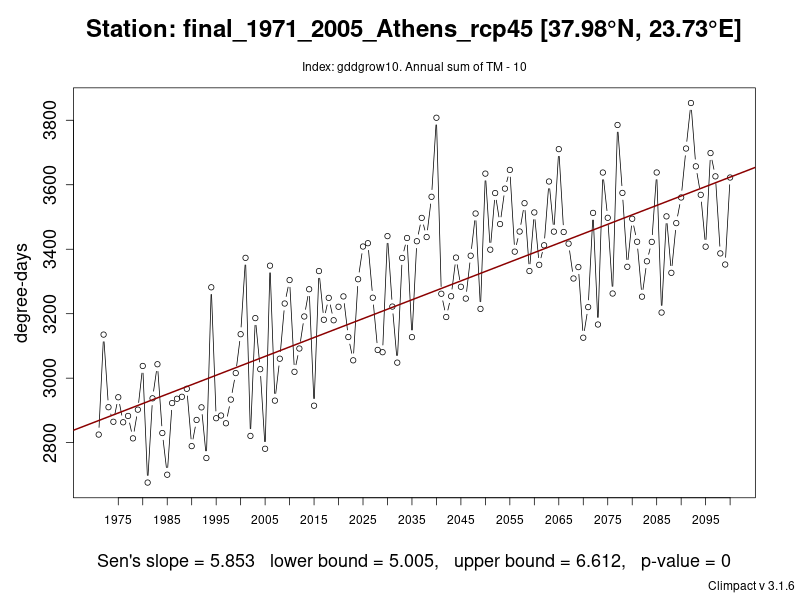 Station: final_1971_2005_Athens_rcp45 [37.98°N, 23.73°E]
Index: gddgrow10. Annual sum of TM - 10
degree-days
3800
3600
3400
3200
3000
2800
1975 1985 1995 2005 2015 2025 2035 2045 2055 2065 2075 2085 2095
Sen's slope = 5.853 lower bound = 5.005, upper bound = 6.612, p-value = 0
Climpact v 3.1.6